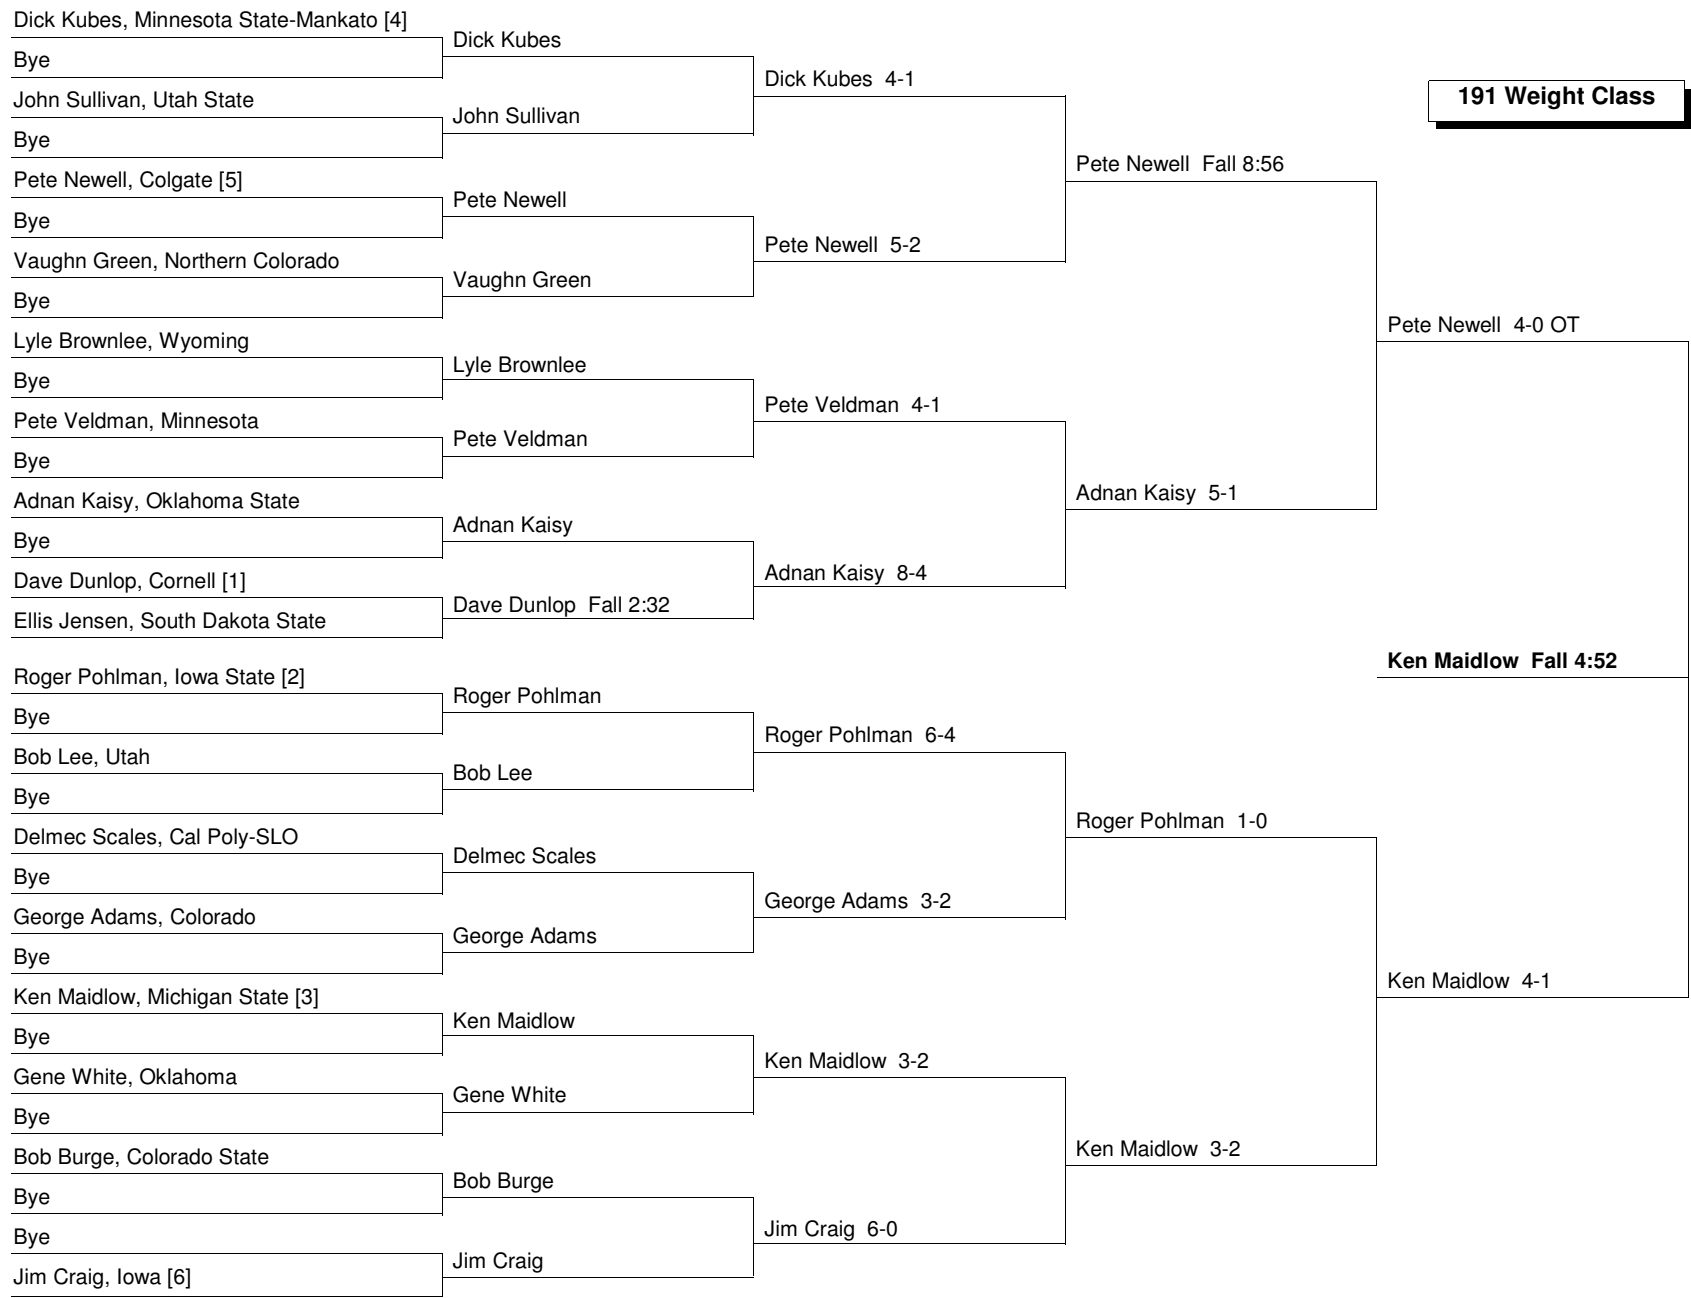 Dick Kubes, Minnesota State-Mankato [4]
Bye
John Sullivan, Utah State
Bye
Pete Newell, Colgate [5]
Bye
Vaughn Green, Northern Colorado
Bye
Lyle Brownlee, Wyoming
Bye
Pete Veldman, Minnesota
Bye
Adnan Kaisy, Oklahoma State
Bye
Dave Dunlop, Cornell [1]
Ellis Jensen, South Dakota State
Roger Pohlman, Iowa State [2]
Bye
Bob Lee, Utah
Bye
Delmec Scales, Cal Poly-SLO
Bye
George Adams, Colorado
Bye
Ken Maidlow, Michigan State [3]
Bye
Gene White, Oklahoma
Bye
Bob Burge, Colorado State
Bye
Bye
Jim Craig, Iowa [6]
Dick Kubes
John Sullivan
Pete Newell
Vaughn Green
Lyle Brownlee
Pete Veldman
Adnan Kaisy
Dave Dunlop Fall 2:32
Roger Pohlman
Bob Lee
Delmec Scales
George Adams
Ken Maidlow
Gene White
Bob Burge
Jim Craig
Dick Kubes 4-1
Pete Newell 5-2
Pete Veldman 4-1
Adnan Kaisy 8-4
Roger Pohlman 6-4
George Adams 3-2
Ken Maidlow 3-2
Jim Craig 6-0
Pete Newell Fall 8:56
Adnan Kaisy 5-1
Roger Pohlman 1-0
Ken Maidlow 3-2
191 Weight Class
Pete Newell 4-0 OT
Ken Maidlow Fall 4:52
Ken Maidlow 4-1